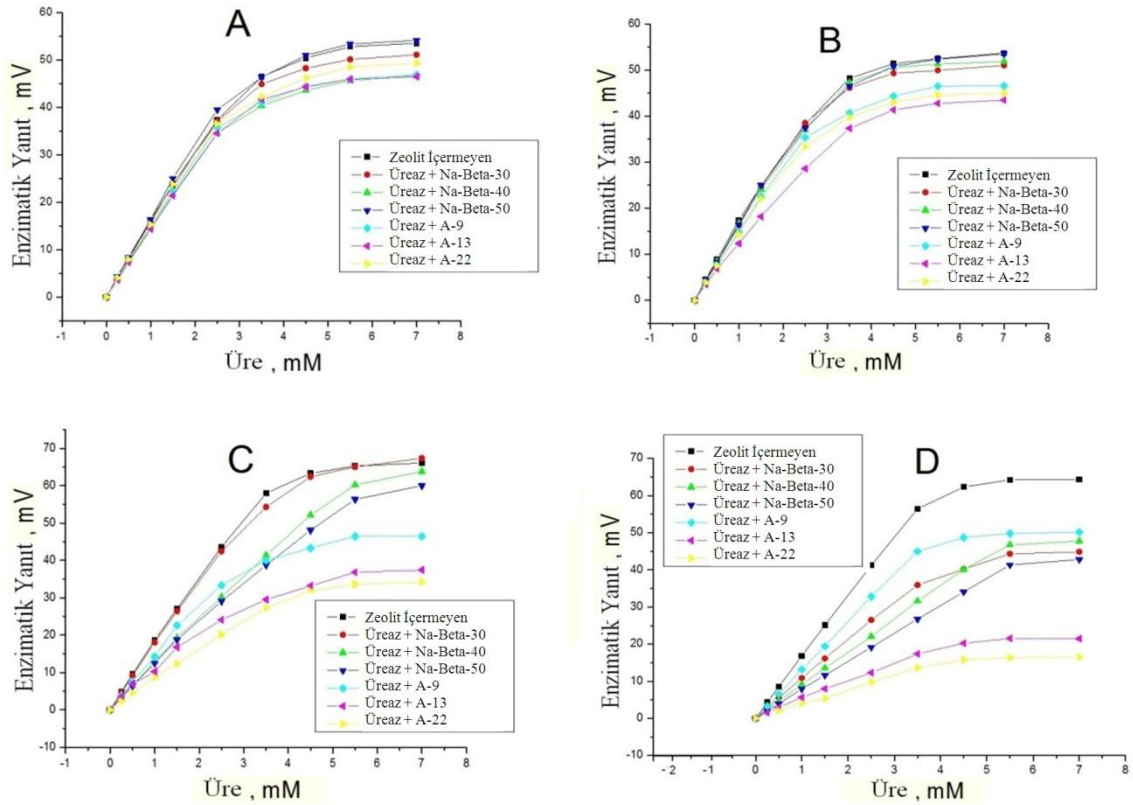 A
Enzimatik Yanıt , mV
60
50
40
30
20
10
0
Zeolit İçermeyen
Üreaz + Na-Beta-30
Üreaz + Na-Beta-40
Üreaz + Na-Beta-50
Üreaz + A-9
Üreaz + A-13
Üreaz + A-22
-1 0 1 2 3 4 5 6 7 8
Üre , mM
B
Enzimatik Yanıt , mV
60
50
40
30
20
10
0
Zeolit İçermeyen
Üreaz + Na-Beta-30
Üreaz + Na-Beta-40
Üreaz + Na-Beta-50
Üreaz + A-9
Üreaz + A-13
Üreaz + A-22
-1 0 1 2 3 4 5 6 7 8
Üre , mM
C
Enzimatik Yanıt , mV
70
60
50
40
30
20
10
0
-10
Zeolit İçermeyen
Üreaz + Na-Beta-30
Üreaz + Na-Beta-40
Üreaz + Na-Beta-50
Üreaz + A-9
Üreaz + A-13
Üreaz + A-22
-1 0 1 2 3 4 5 6 7 8
Üre , mM
D
Enzimatik Yanıt , mV
70
60
50
40
30
20
10
0
-10
Zeolit İçermeyen
Üreaz + Na-Beta-30
Üreaz + Na-Beta-40
Üreaz + Na-Beta-50
Üreaz + A-9
Üreaz + A-13
Üreaz + A-22
-2 -1 0 1 2 3 4 5 6 7 8
Üre , mM